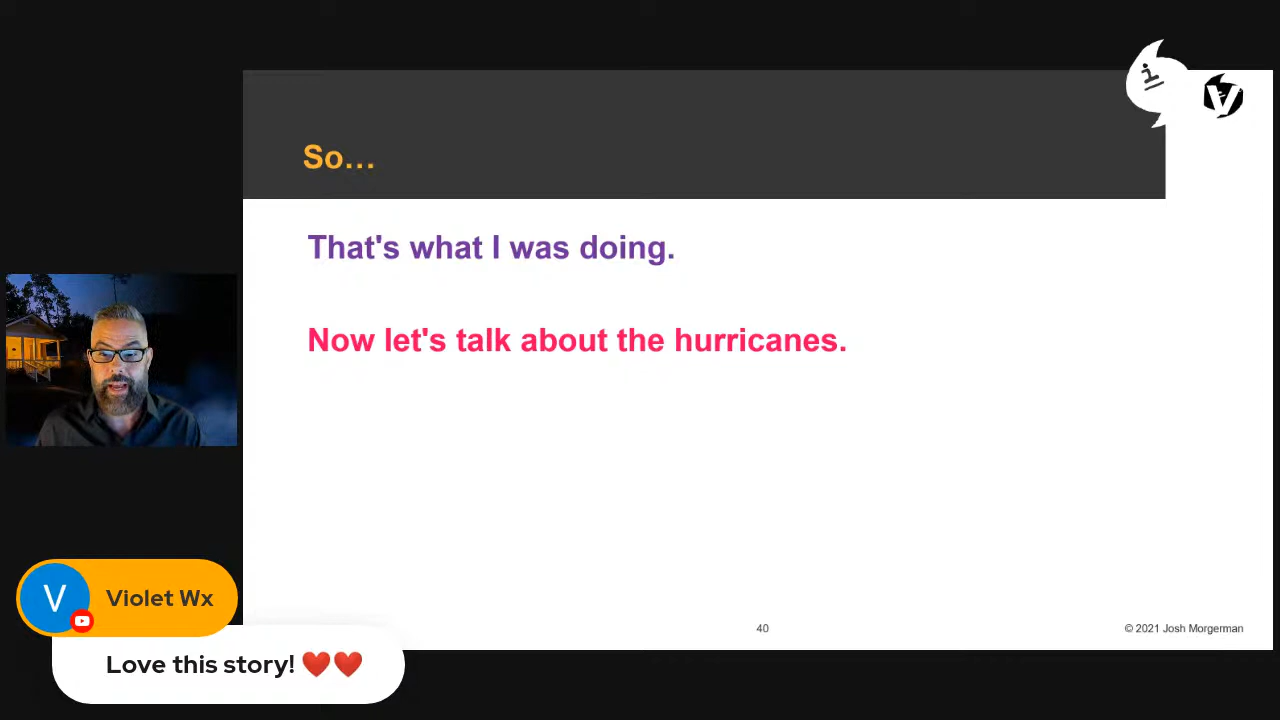 So…
That's what I was doing.
Now let's talk about the hurricanes.
V
Violet Wx
Love this story! ❤️❤️
40
© 2021 Josh Morgerman
i
V